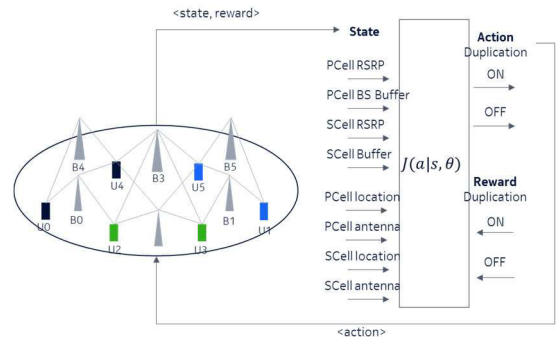 <state, reward>
State
Action
Duplication
PCell RSRP
ON
PCell BS Buffer
OFF
SCell RSRP
SCell Buffer
J(a|s, θ)
B4
U4
B3
U5
B5
Reward
Duplication
PCell location
ON
U0
B0
B1
U1
PCell antenna
U2
U3
OFF
SCell location
SCell antenna
<action>